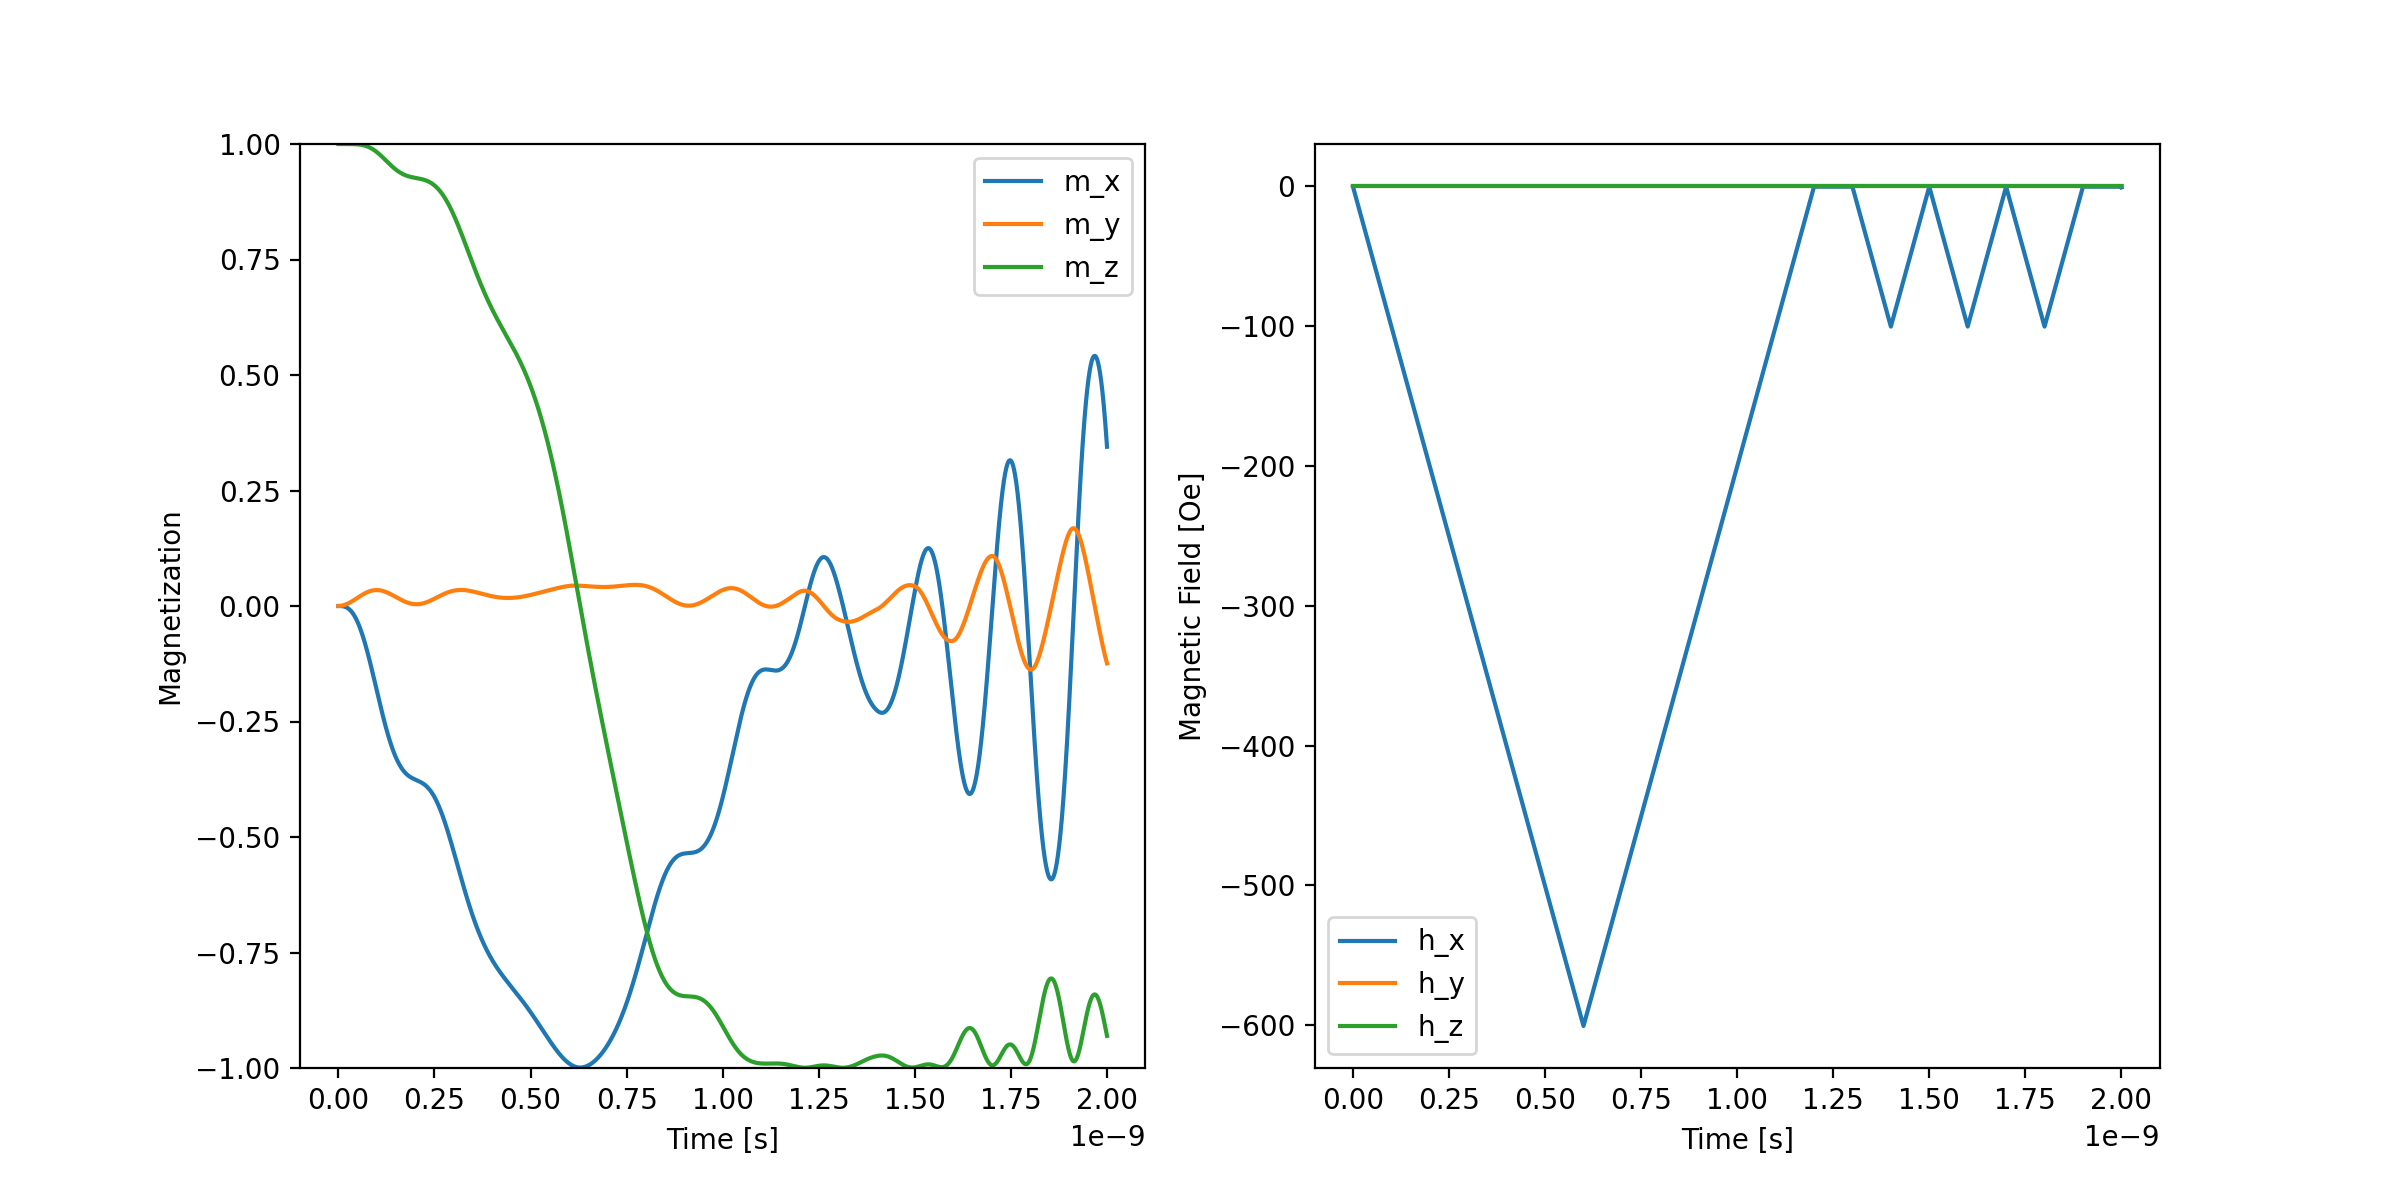 1.00
0.75
0.50
0.25
0.00
−0.25
−0.50
−0.75
−1.00
Magnetization
m_x
m_y
m_z
0.00 0.25 0.50 0.75 1.00 1.25 1.50 1.75 2.00
Time [s]
1e−9
0
−100
−200
−300
−400
−500
−600
Magnetic Field [Oe]
h_x
h_y
h_z
0.00 0.25 0.50 0.75 1.00 1.25 1.50 1.75 2.00
Time [s]
1e−9